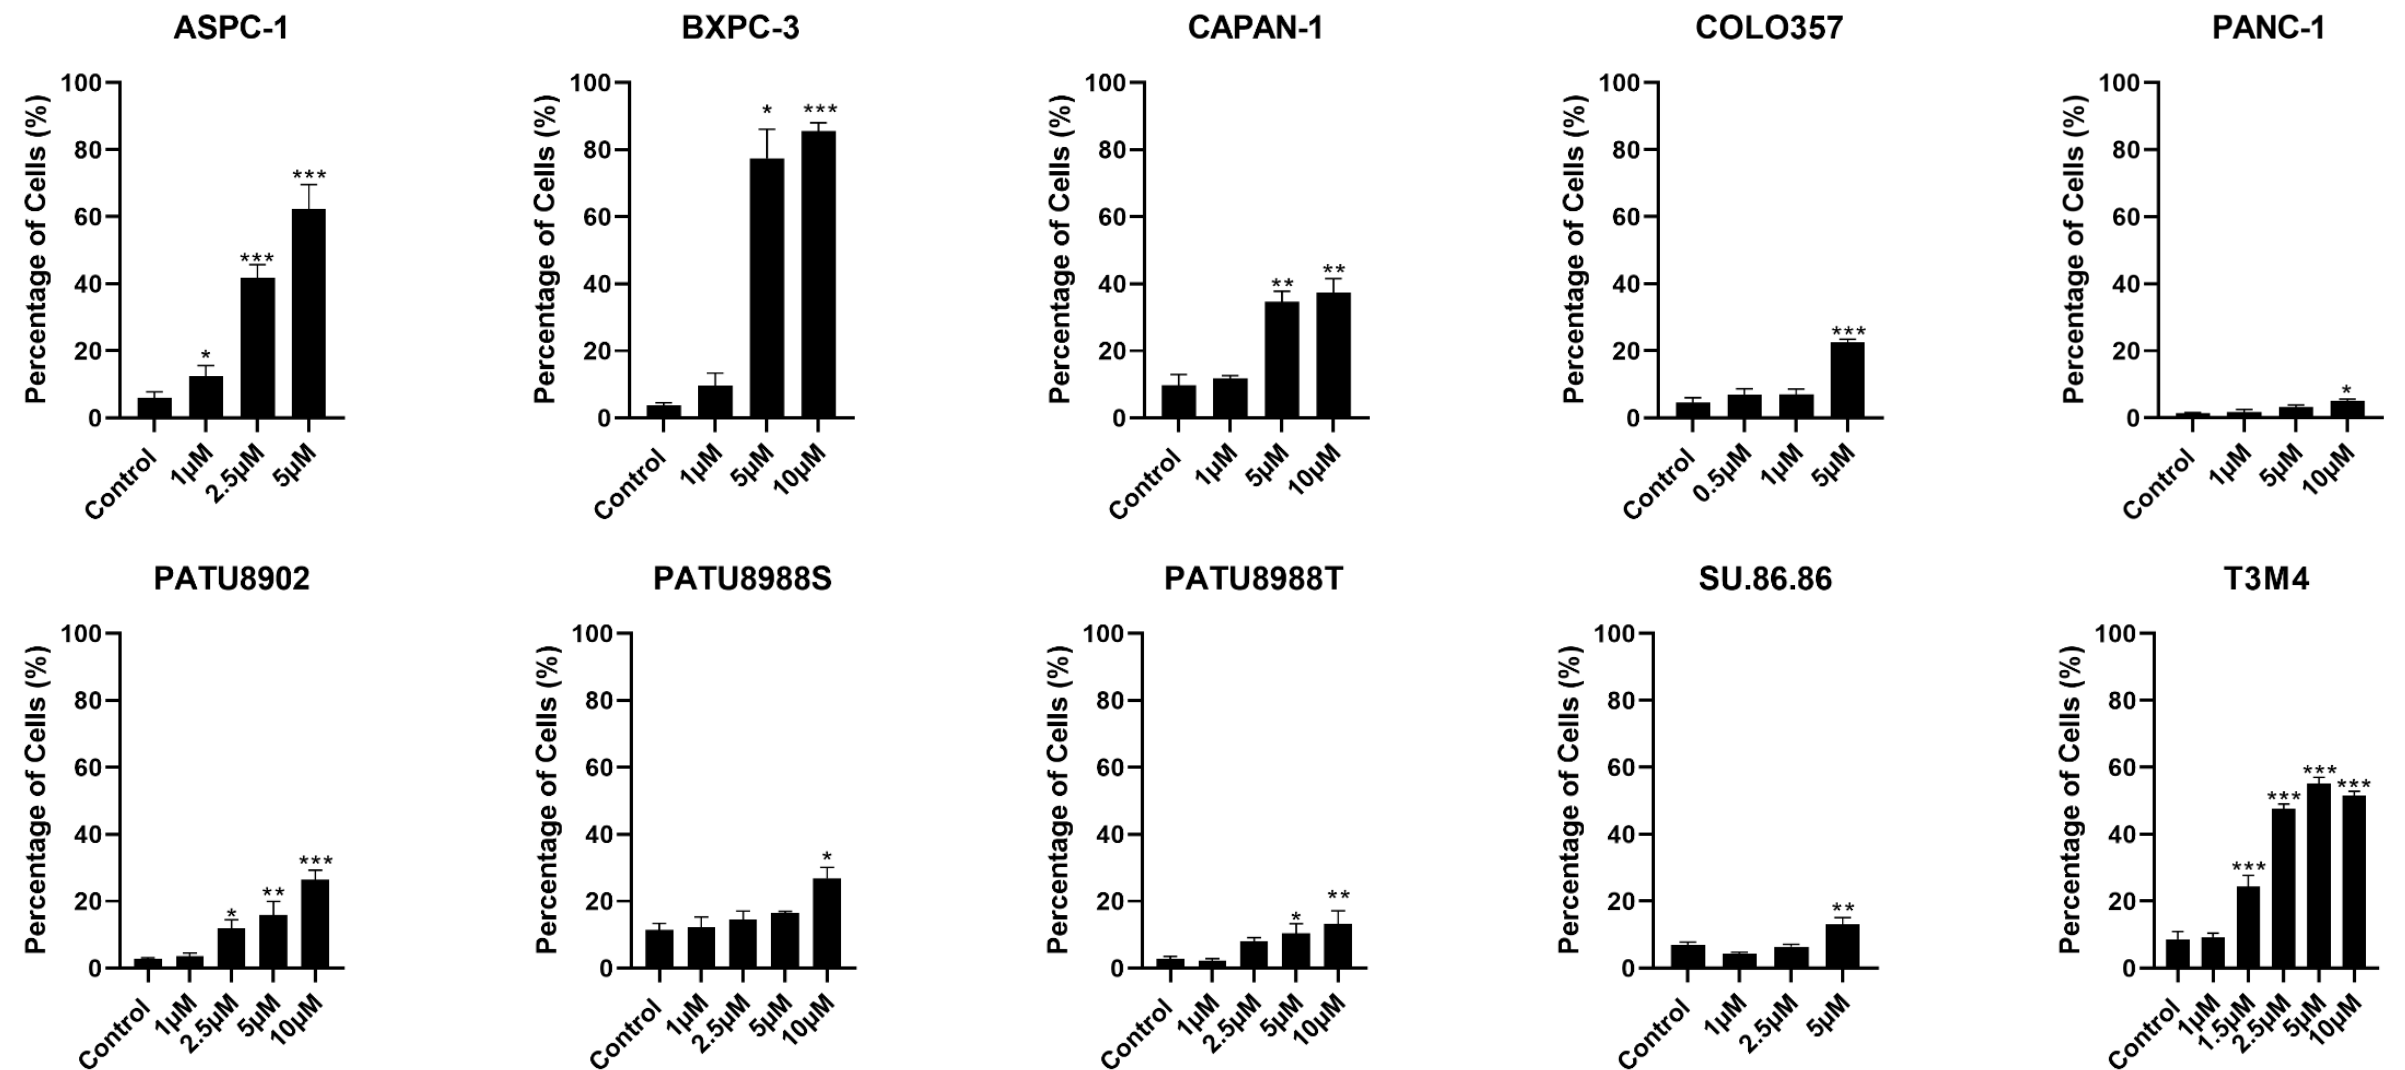 ASPC-1
Percentage of Cells (%)
100
80
60
40
20
0
*
***
***
Control
1µM
2.5µM
5µM
BXPC-3
Percentage of Cells (%)
100
80
60
40
20
0
*
***
Control
1µM
5µM
10µM
CAPAN-1
Percentage of Cells (%)
100
80
60
40
20
0
**
**
Control
1µM
5µM
10µM
COLO357
Percentage of Cells (%)
100
80
60
40
20
0
***
Control
0.5µM
1µM
5µM
PANC-1
Percentage of Cells (%)
100
80
60
40
20
0
*
Control
1µM
5µM
10µM
PATU8902
Percentage of Cells (%)
100
80
60
40
20
0
*
**
***
Control
1µM
2.5µM
5µM
10µM
PATU8988S
Percentage of Cells (%)
100
80
60
40
20
0
*
Control
1µM
2.5µM
5µM
10µM
PATU8988T
Percentage of Cells (%)
100
80
60
40
20
0
*
**
Control
1µM
2.5µM
5µM
10µM
SU.86.86
Percentage of Cells (%)
100
80
60
40
20
0
**
Control
1µM
2.5µM
5µM
T3M4
Percentage of Cells (%)
100
80
60
40
20
0
***
***
***
***
Control
1µM
1.5µM
2.5µM
5µM
10µM